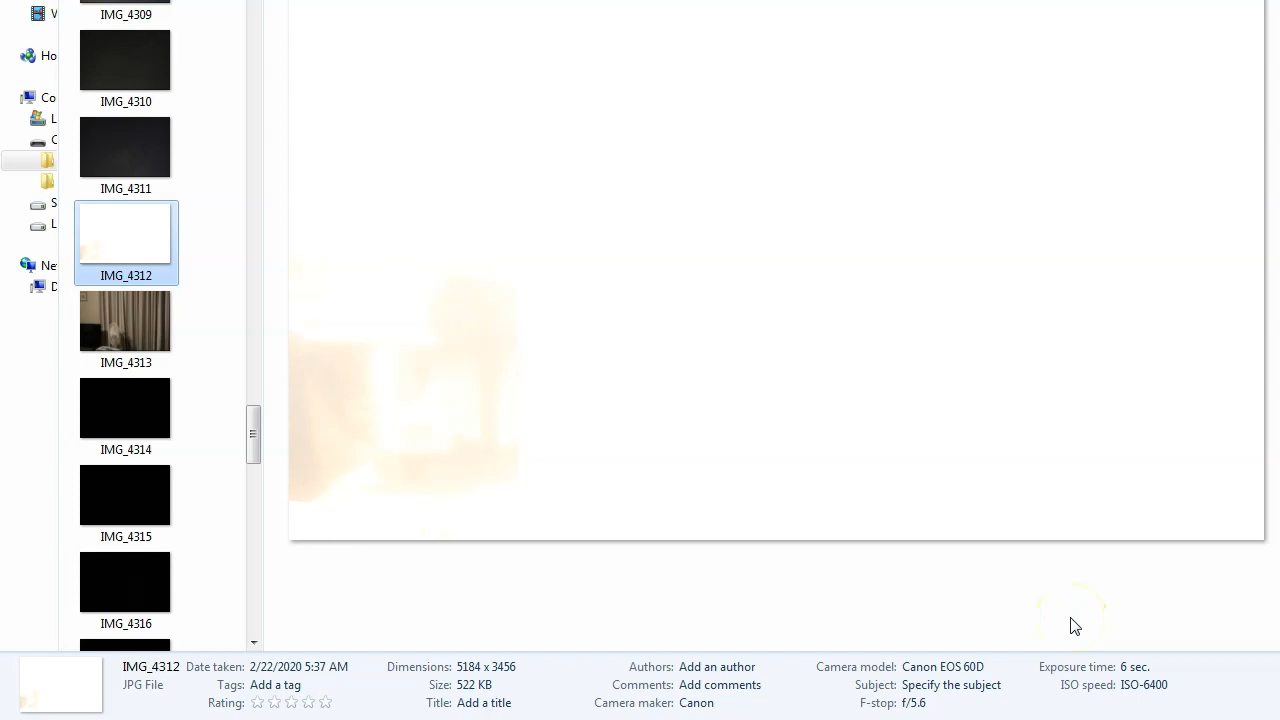 V
IMG_4309
Ho
IMG_4310
Co
L
C
IMG_4311
S
L
Ne
IMG_4312
D
IMG_4313
IMG_4314
IMG_4315
IMG_4316
IMG_4312 Date taken: 2/22/2020 5:37 AM Dimensions: 5184 x 3456 Authors: Add an author Camera model: Canon EOS 60D Exposure time: 6 sec.
JPG File Tags: Add a tag Size: 522 KB Comments: Add comments Subject: Specify the subject ISO speed: ISO-6400
Rating: Title: Add a title Camera maker: Canon F-stop: f/5.6